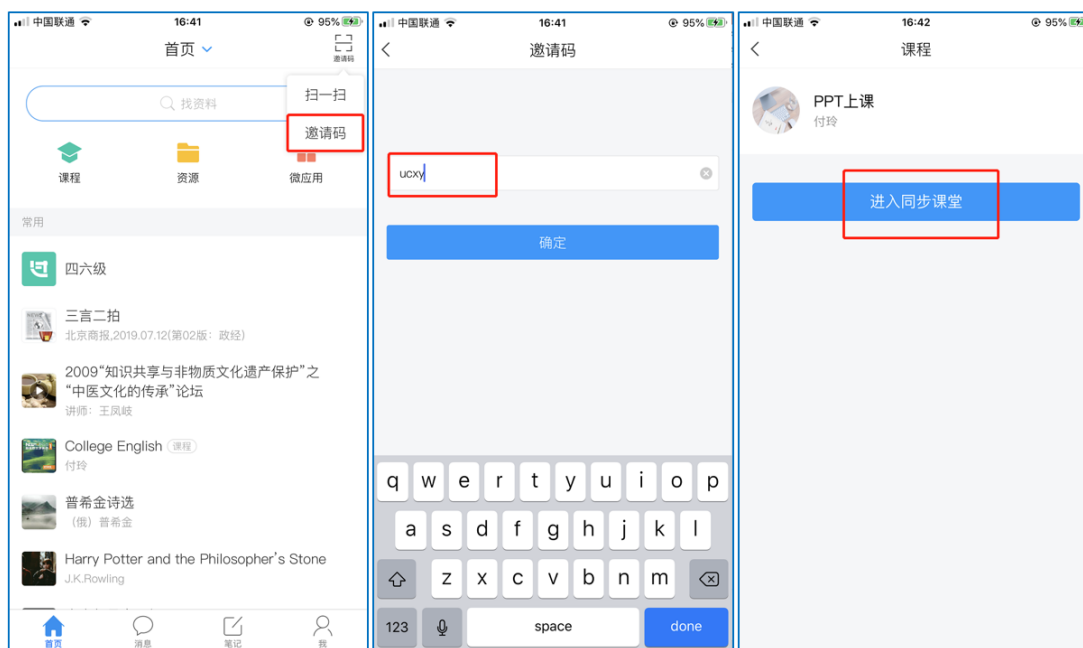 中国联通 16:41 95%
首页
邀请码
找资料
扫一扫
邀请码
课程 资源 微应用
常用
四六级
三言二拍
北京商报,2019.07.12(第02版：政经)
2009“知识共享与非物质文化遗产保护”之
“中医文化的传承”论坛
讲师：王凤岐
College English 课程
付玲
普希金诗选
（俄）普希金
Harry Potter and the Philosopher's Stone
J.K.Rowling
首页 消息 笔记 我
中国联通 16:41 95%
邀请码
ucxy
确定
q w e r t y u i o p
a s d f g h j k l
z x c v b n m
123 space done
中国联通 16:42 95%
课程
PPT上课
付玲
进入同步课堂